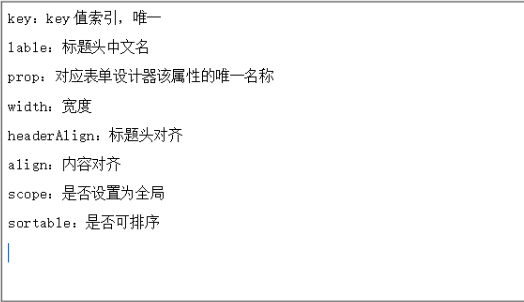 key：key 值索引，唯一
lable：标题头中文名
prop：对应表单设计器该属性的唯一名称
width：宽度
headerAlign：标题头对齐
align：内容对齐
scope：是否设置为全局
sortable：是否可排序